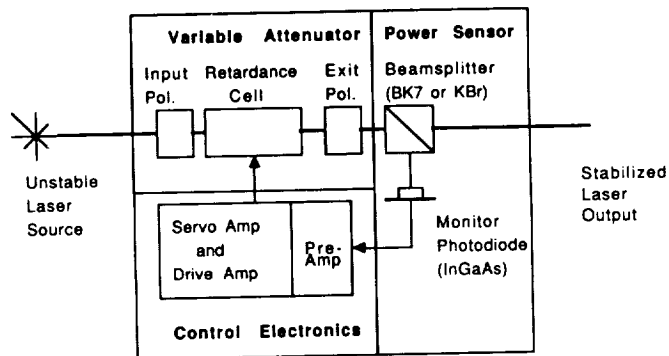 Variable Attenuator
Power Sensor
Input
Pol.
Retardance
Cell
Exit
Pol.
Beamsplitter
(BK7 or KBr)
Unstable
Laser
Source
Stabilized
Laser
Output
Servo Amp
and
Drive Amp
Pre-
Amp
Monitor
Photodiode
(InGaAs)
Control Electronics